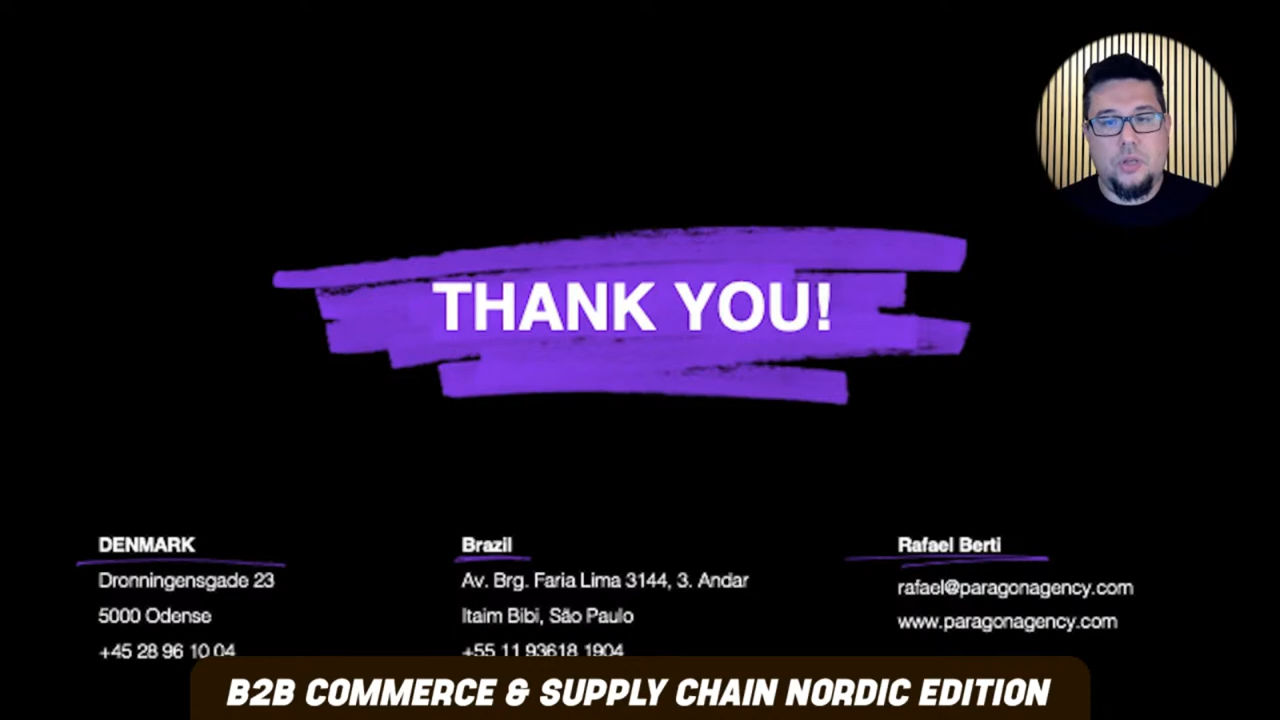 THANK YOU!
DENMARK
Dronningensgade 23
5000 Odense
+45 28 96 10 04
Brazil
Av. Brg. Faria Lima 3144, 3. Andar
Itaim Bibi, São Paulo
+55 11 93618 1904
Rafael Berti
rafael@paragonagency.com
www.paragonagency.com
B2B COMMERCE & SUPPLY CHAIN NORDIC EDITION